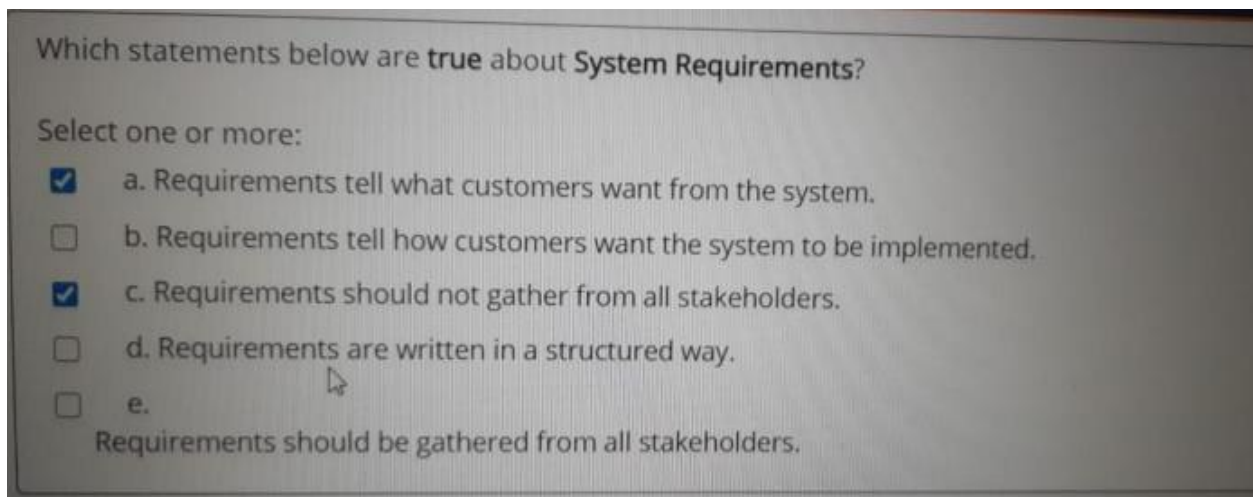 Which statements below are true about System Requirements?
Select one or more:
a. Requirements tell what customers want from the system.
b. Requirements tell how customers want the system to be implemented.
c. Requirements should not gather from all stakeholders.
d. Requirements are written in a structured way.
e.
Requirements should be gathered from all stakeholders.